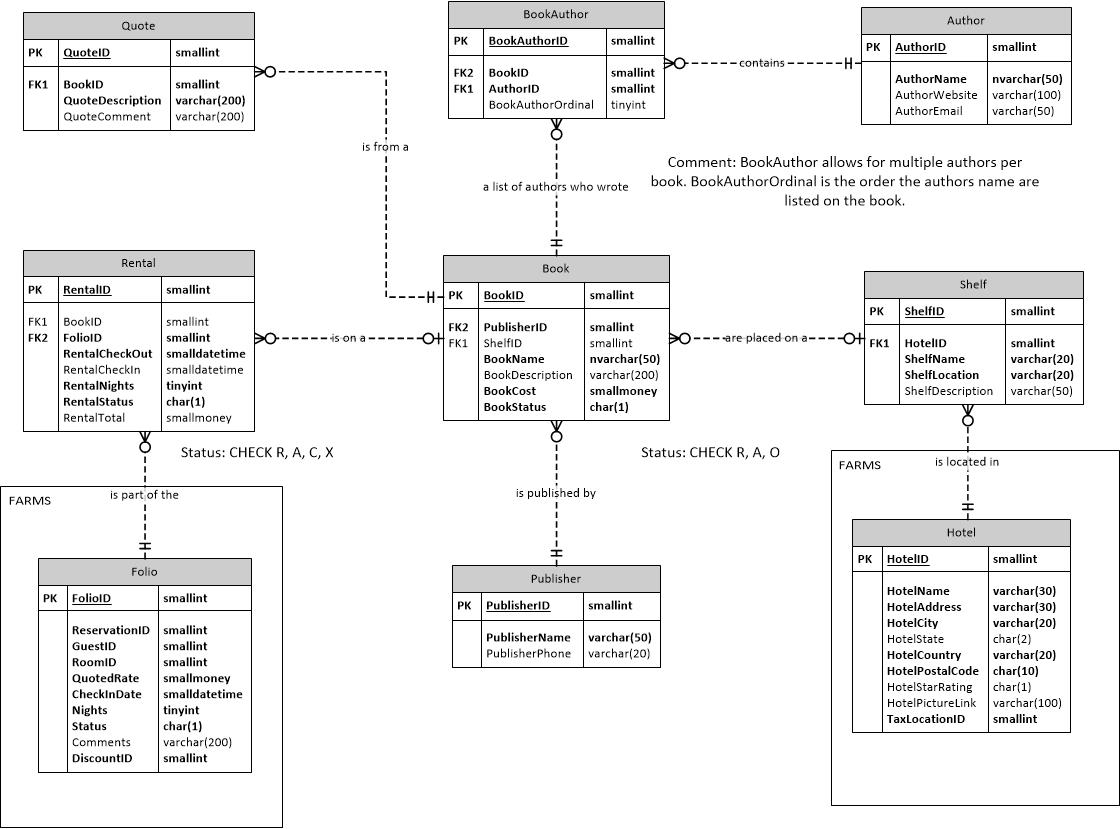 Quote
PK QuoteID smallint
FK1 BookID smallint
QuoteDescription varchar(200)
QuoteComment varchar(200)
BookAuthor
PK BookAuthorID smallint
FK2 BookID smallint
FK1 AuthorID smallint
BookAuthorOrdinal tinyint
contains
Author
PK AuthorID smallint
AuthorName nvarchar(50)
AuthorWebsite varchar(100)
AuthorEmail varchar(50)
is from a
a list of authors who wrote
Comment: BookAuthor allows for multiple authors per
book. BookAuthorOrdinal is the order the authors name are
listed on the book.
Rental
PK RentalID smallint
FK1 BookID smallint
FK2 FolioID smallint
RentalCheckOut smalldatetime
RentalCheckIn smalldatetime
RentalNights tinyint
RentalStatus char(1)
RentalTotal smallmoney
is on a
Book
PK BookID smallint
FK2 PublisherID smallint
FK1 ShelfID smallint
BookName nvarchar(50)
BookDescription varchar(200)
BookCost smallmoney
BookStatus char(1)
are placed on a
Shelf
PK ShelfID smallint
FK1 HotelID smallint
ShelfName varchar(20)
ShelfLocation varchar(20)
ShelfDescription varchar(50)
Status: CHECK R, A, C, X
Status: CHECK R, A, O
FARMS
is part of the
Folio
PK FolioID smallint
ReservationID smallint
GuestID smallint
RoomID smallint
QuotedRate smallmoney
CheckInDate smalldatetime
Nights tinyint
Status char(1)
Comments varchar(200)
DiscountID smallint
is published by
Publisher
PK PublisherID smallint
PublisherName varchar(50)
PublisherPhone varchar(20)
FARMS
is located in
Hotel
PK HotelID smallint
HotelName varchar(30)
HotelAddress varchar(30)
HotelCity varchar(20)
HotelState char(2)
HotelCountry varchar(20)
HotelPostalCode char(10)
HotelStarRating char(1)
HotelPictureLink varchar(100)
TaxLocationID smallint